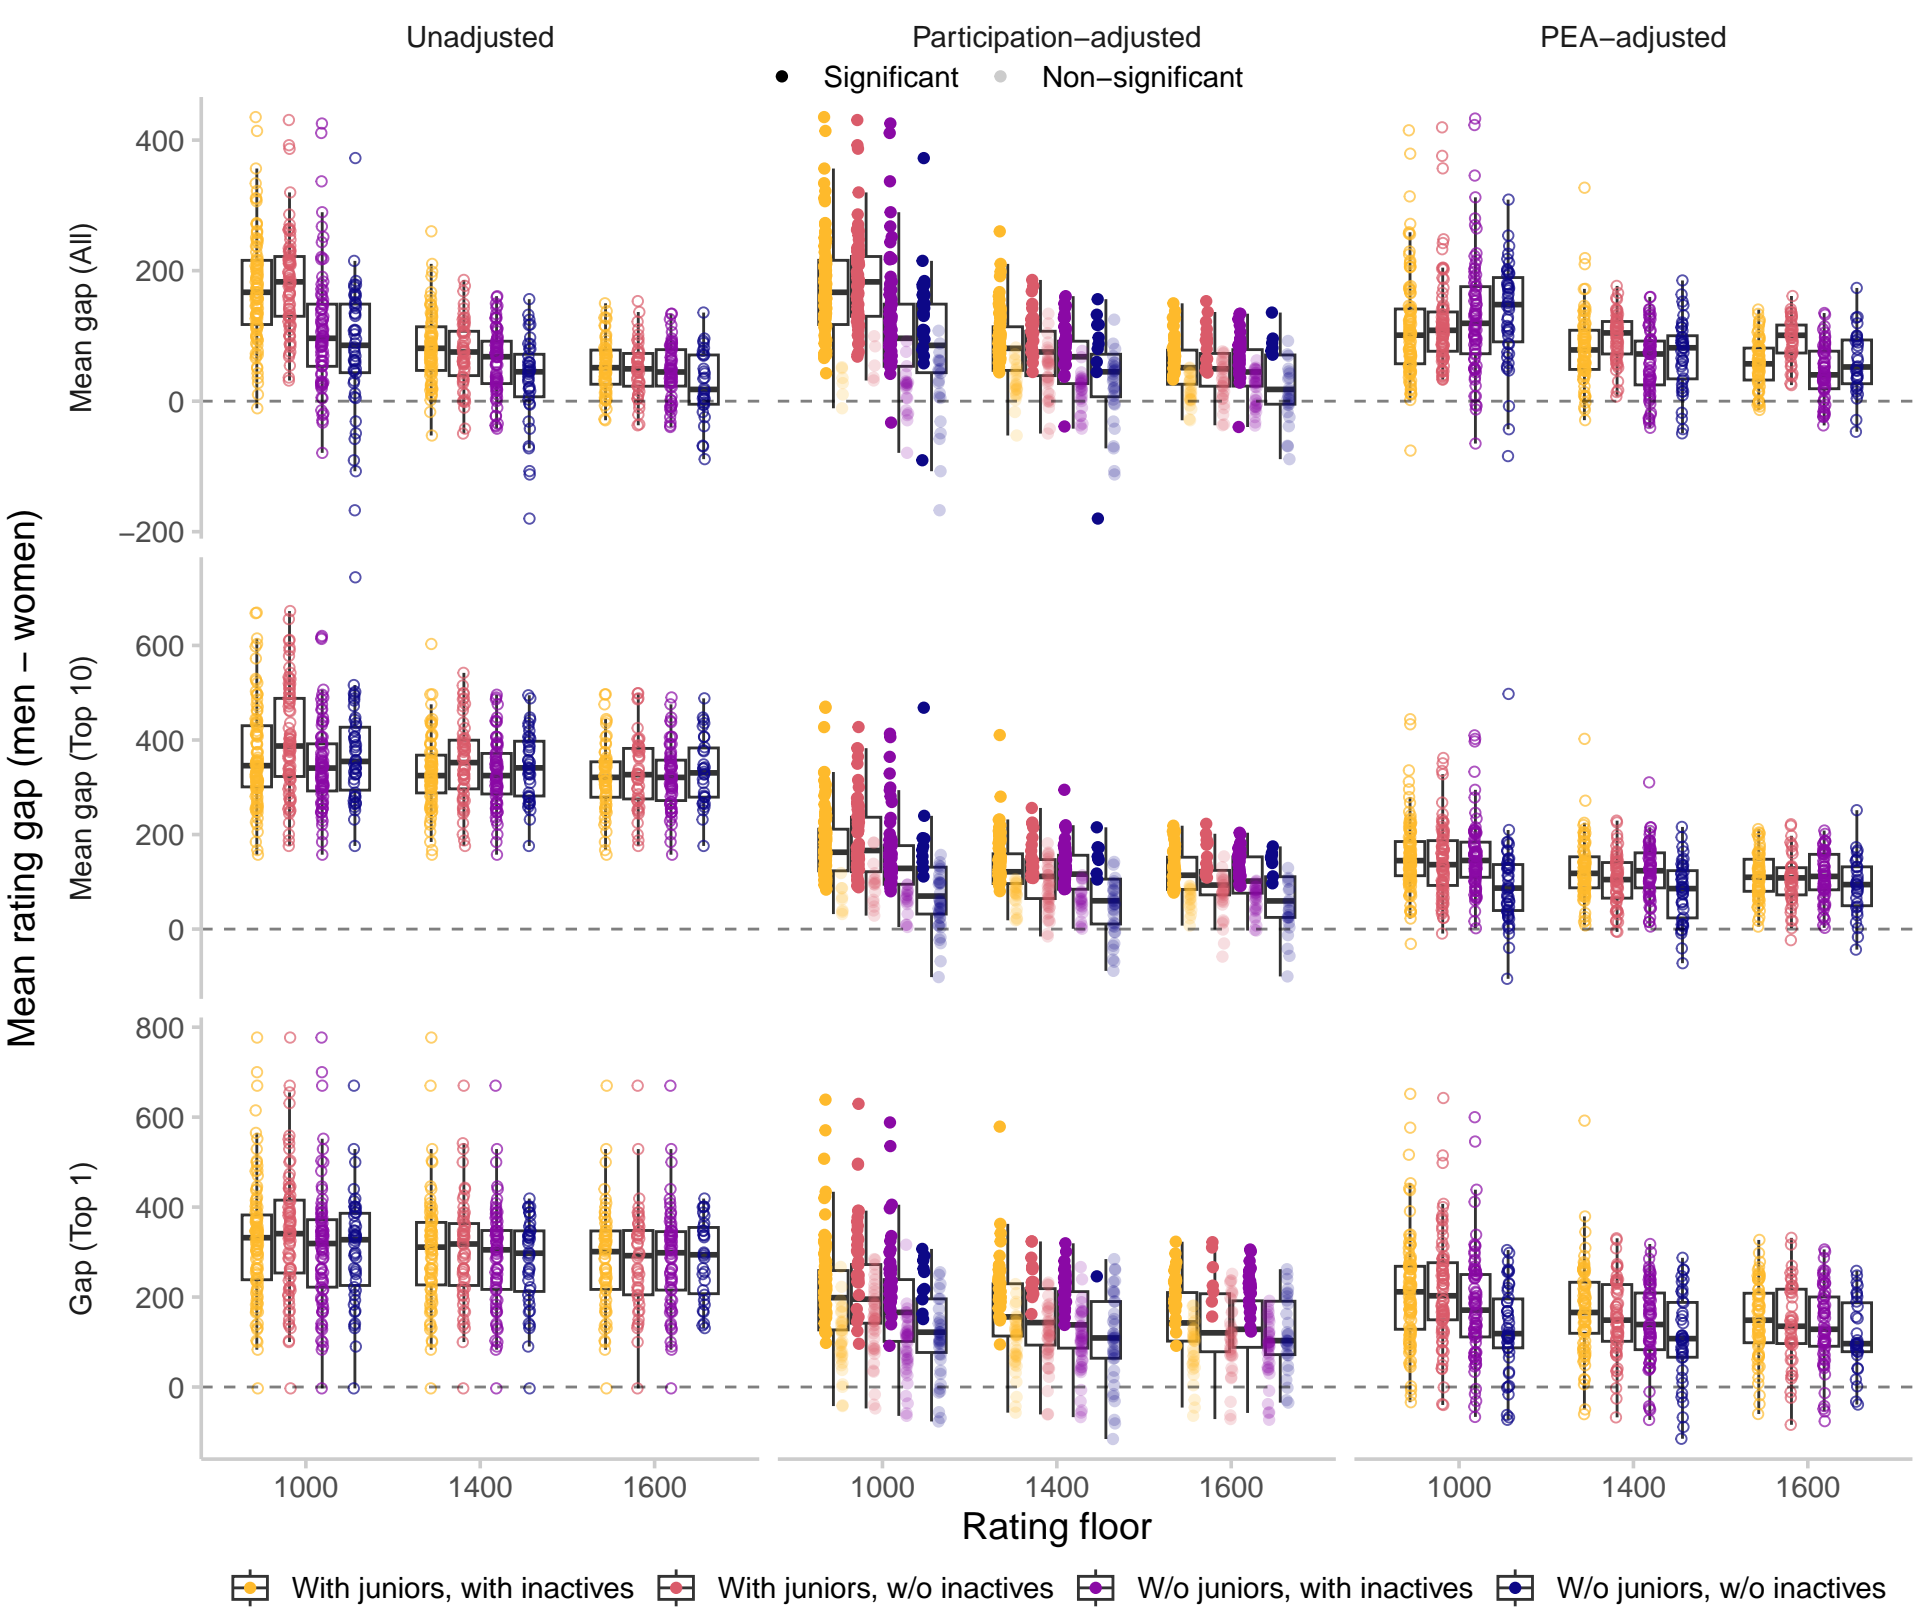 Unadjusted Participation−adjusted PEA−adjusted
Significant Non−significant
Mean rating gap (men − women)
Mean gap (All)
400
200
0
−200
Mean gap (Top 10)
600
400
200
0
Gap (Top 1)
800
600
400
200
0
1000 1400 1600 1000 1400 1600 1000 1400 1600
Rating floor
With juniors, with inactives With juniors, w/o inactives W/o juniors, with inactives W/o juniors, w/o inactives